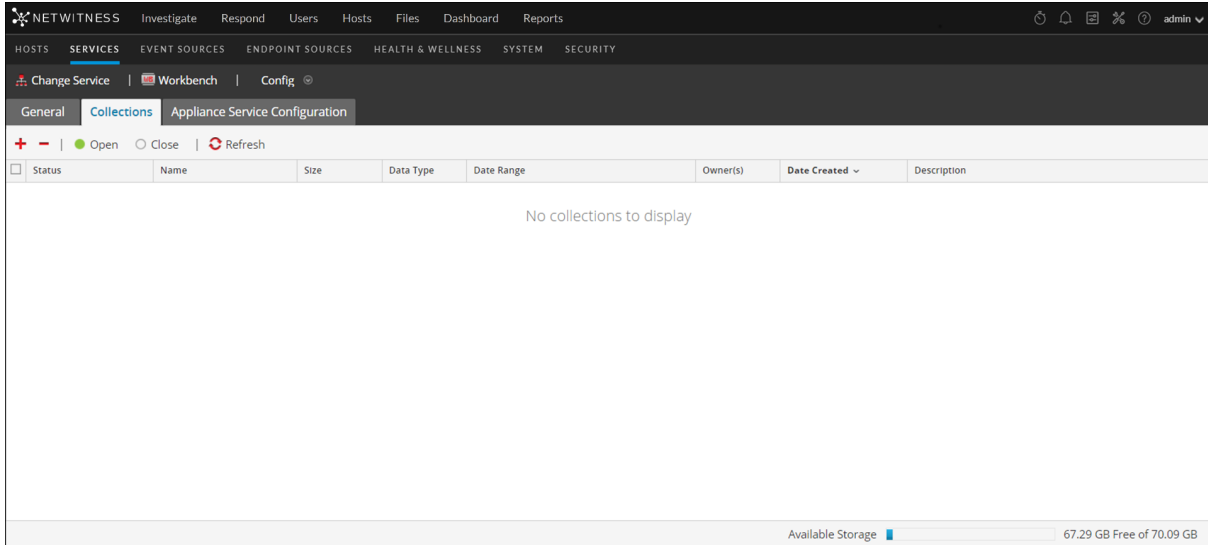 NETWITNESS Investigate Respond Users Hosts Files Dashboard Reports admin
HOSTS SERVICES EVENT SOURCES ENDPOINT SOURCES HEALTH & WELLNESS SYSTEM SECURITY
Change Service | MB Workbench | Config
General Collections Appliance Service Configuration
+ − | Open Close | Refresh
Status Name Size Data Type Date Range Owner(s) Date Created Description
No collections to display
Available Storage 67.29 GB Free of 70.09 GB